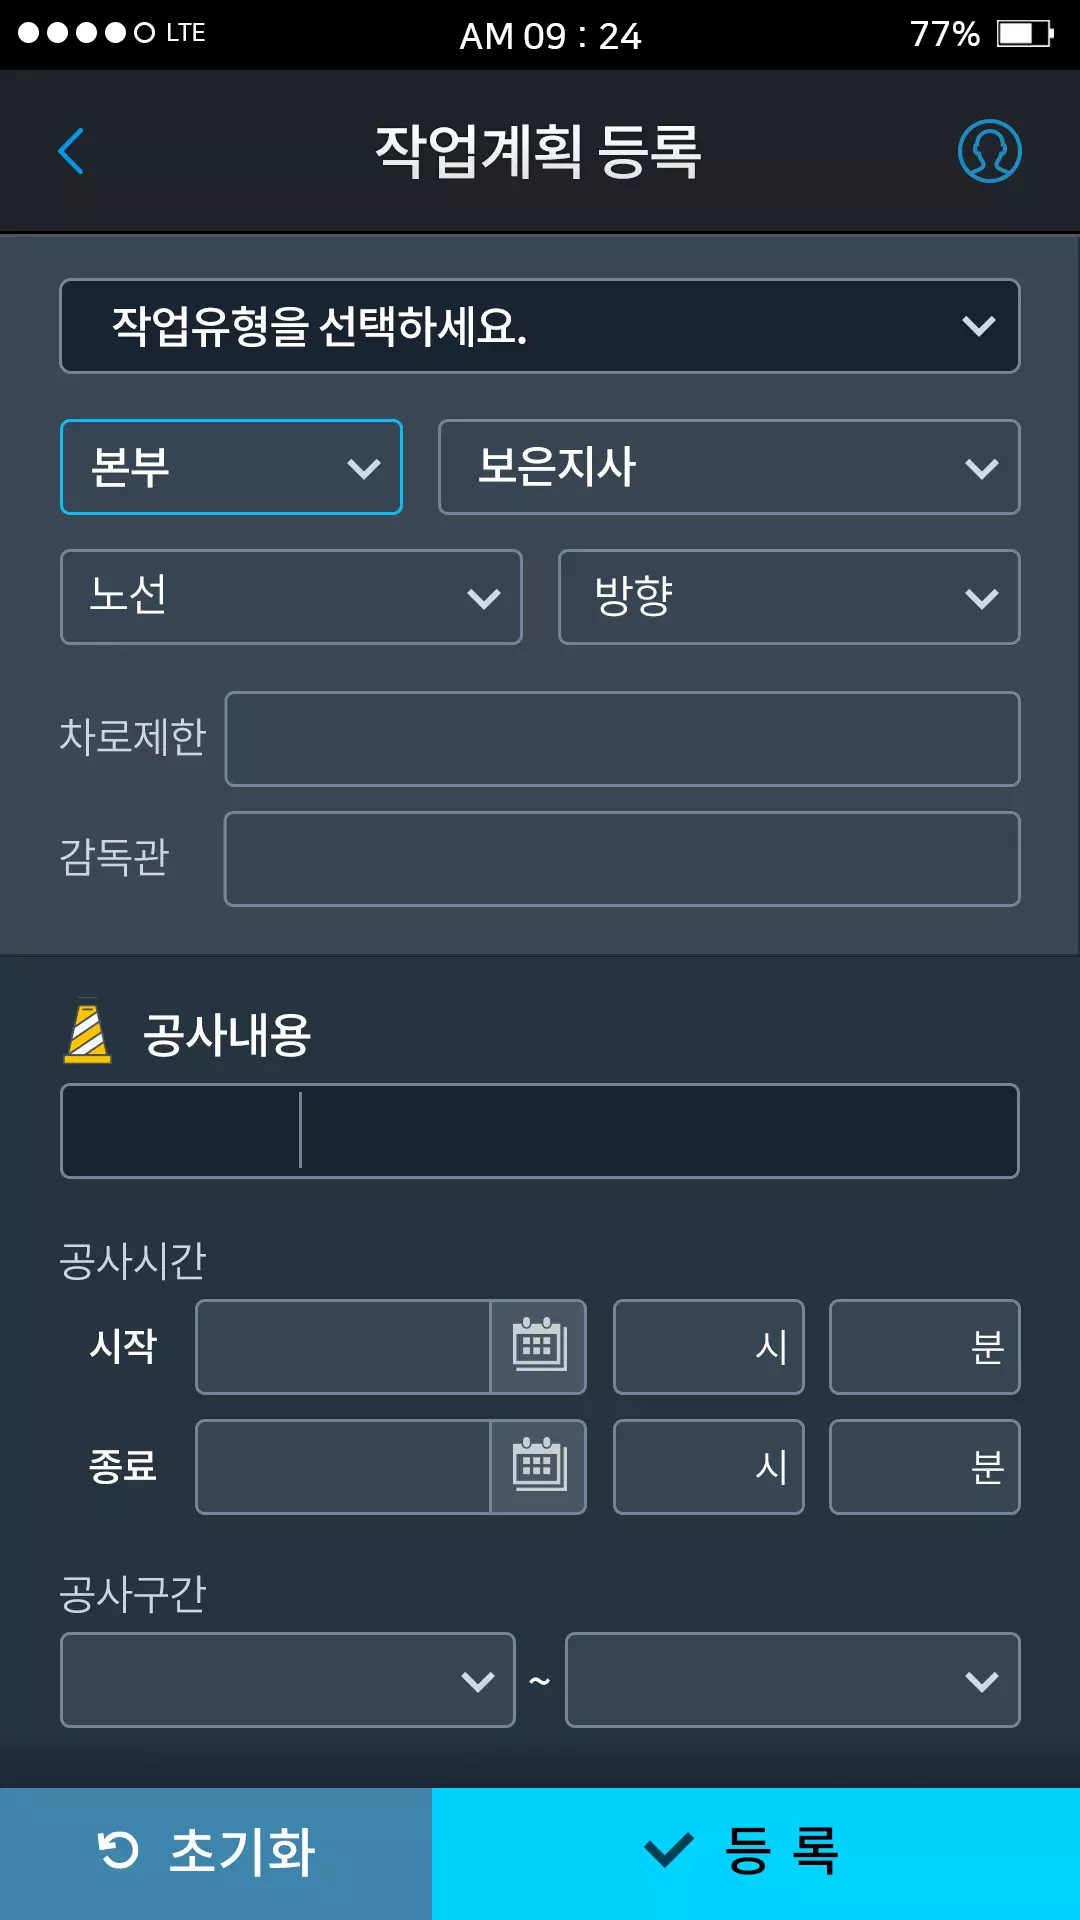 LTE AM 09 : 24 77%
작업계획 등록
작업유형을 선택하세요.
본부 보은지사
노선 방향
차로제한
감독관
공사내용
공사시간
시작 시 분
종료 시 분
공사구간
~
초기화 등 록